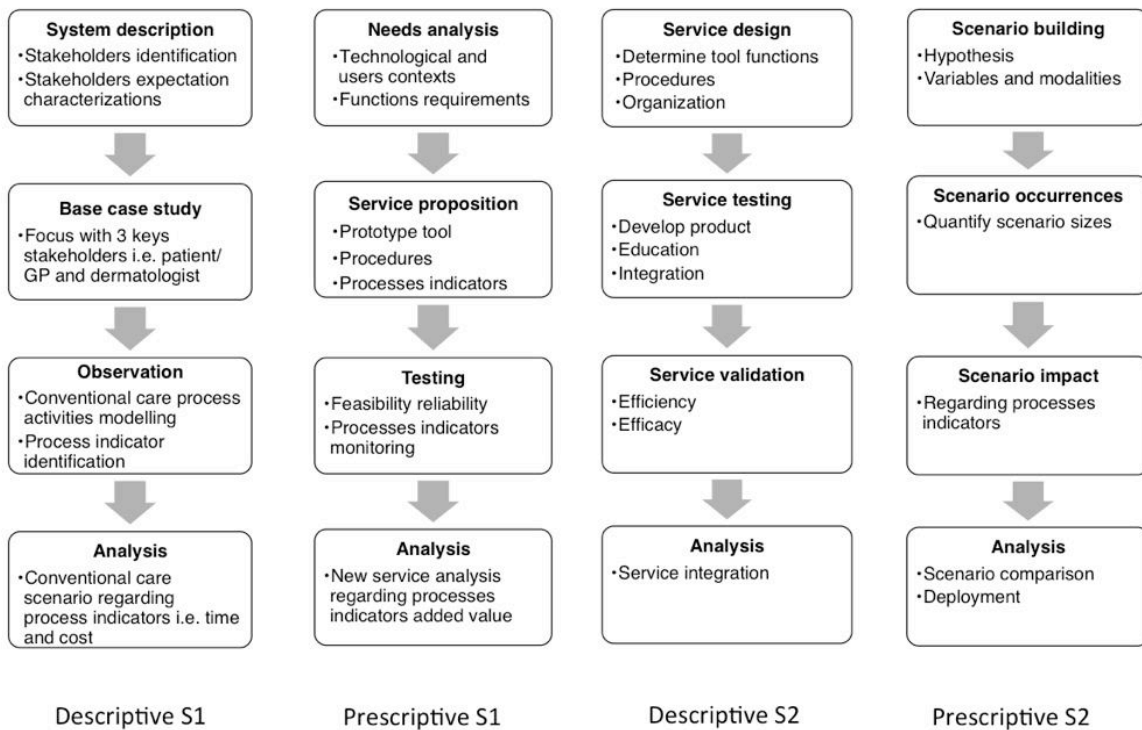 System description
•Stakeholders identification
•Stakeholders expectation
characterizations
Base case study
•Focus with 3 keys
stakeholders i.e. patient/
GP and dermatologist
Observation
•Conventional care process
activities modelling
•Process indicator
identification
Analysis
•Conventional care
scenario regarding
process indicators i.e. time
and cost
Descriptive S1
Needs analysis
•Technological and
users contexts
•Functions requirements
Service proposition
•Prototype tool
•Procedures
•Processes indicators
Testing
•Feasibility reliability
•Processes indicators
monitoring
Analysis
•New service analysis
regarding processes
indicators added value
Prescriptive S1
Service design
•Determine tool functions
•Procedures
•Organization
Service testing
•Develop product
•Education
•Integration
Service validation
•Efficiency
•Efficacy
Analysis
•Service integration
Descriptive S2
Scenario building
•Hypothesis
•Variables and modalities
Scenario occurrences
•Quantify scenario sizes
Scenario impact
•Regarding processes
indicators
Analysis
•Scenario comparison
•Deployment
Prescriptive S2